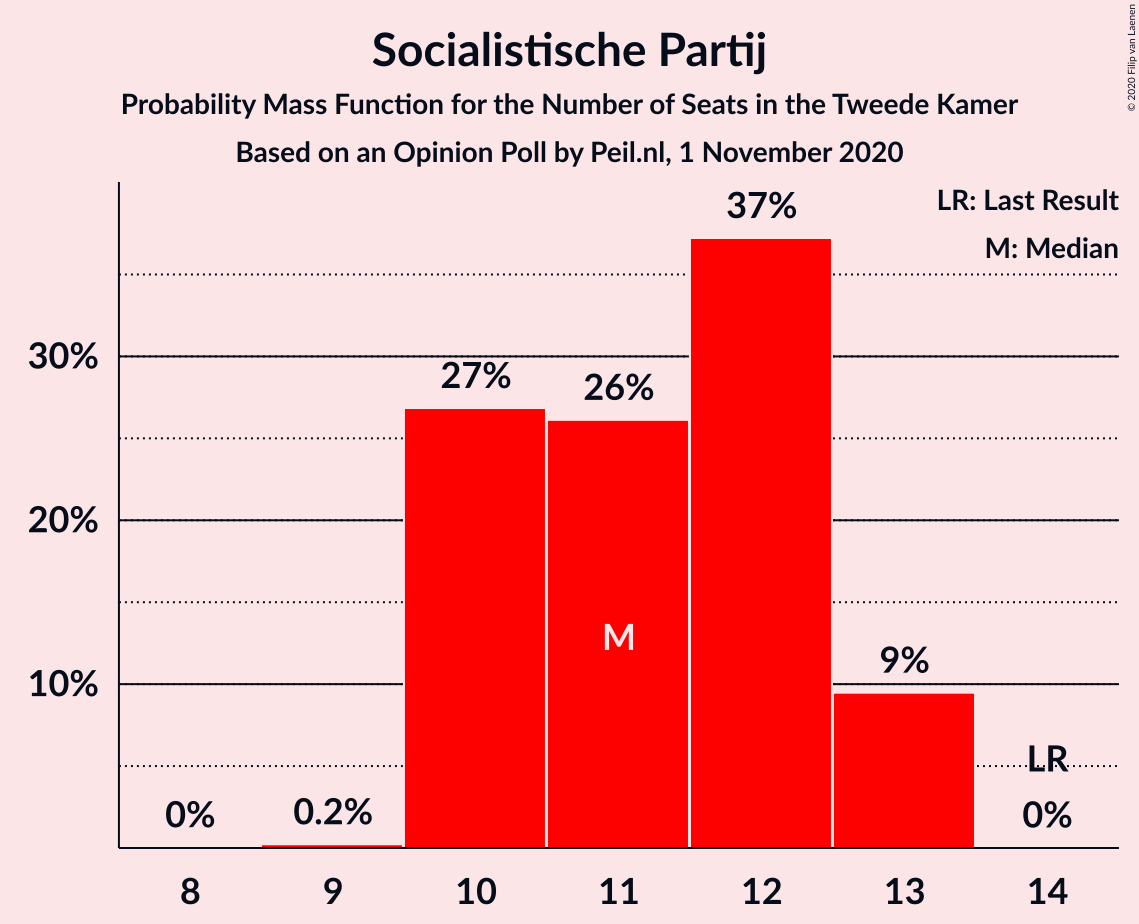 Socialistische Partij
Probability Mass Function for the Number of Seats in the Tweede Kamer
Based on an Opinion Poll by Peil.nl, 1 November 2020
© 2020 Filip van Laenen
LR: Last Result
M: Median
37%
30%
27%
26%
20%
M
10%
9%
LR
0%
0.2%
0%
8 9 10 11 12 13 14